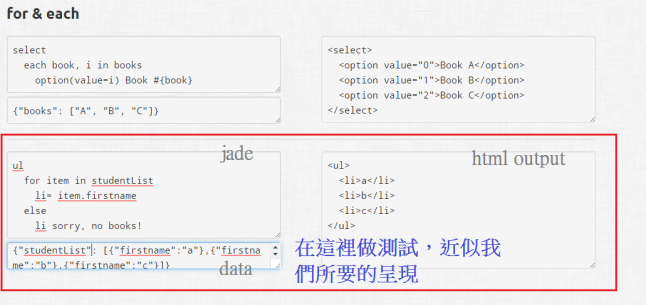 for & each
select
each book, i in books
option(value=i) Book #{book}
{"books": ["A", "B", "C"]}
<select>
<option value="0">Book A</option>
<option value="1">Book B</option>
<option value="2">Book C</option>
</select>
jade
ul
for item in studentList
li= item.firstname
else
li sorry, no books!
{"studentList": [{"firstname":"a"},{"firstna
me":"b"},{"firstname":"c"}]}
data
html output
<ul>
<li>a</li>
<li>b</li>
<li>c</li>
</ul>
在這裡做測試，近似我
們所要的呈現